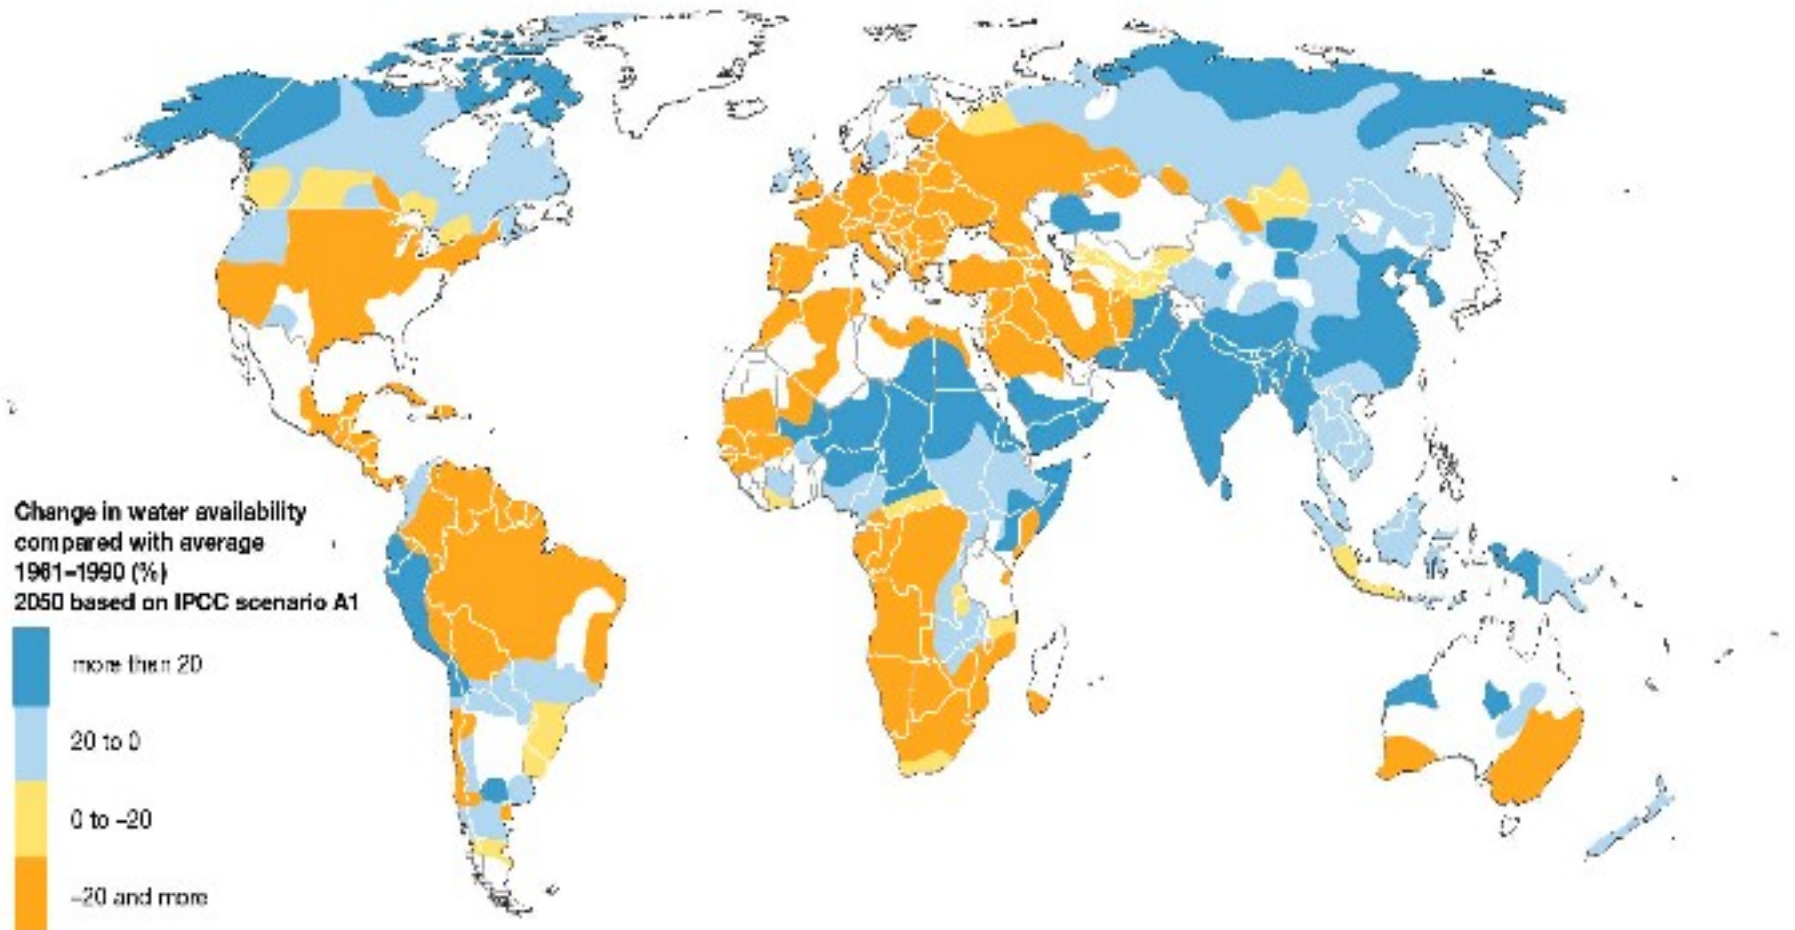 Change in water availability
compared with average
1961–1990 (%)
2050 based on IPCC scenario A1
more than 20
20 to 0
0 to –20
–20 and more